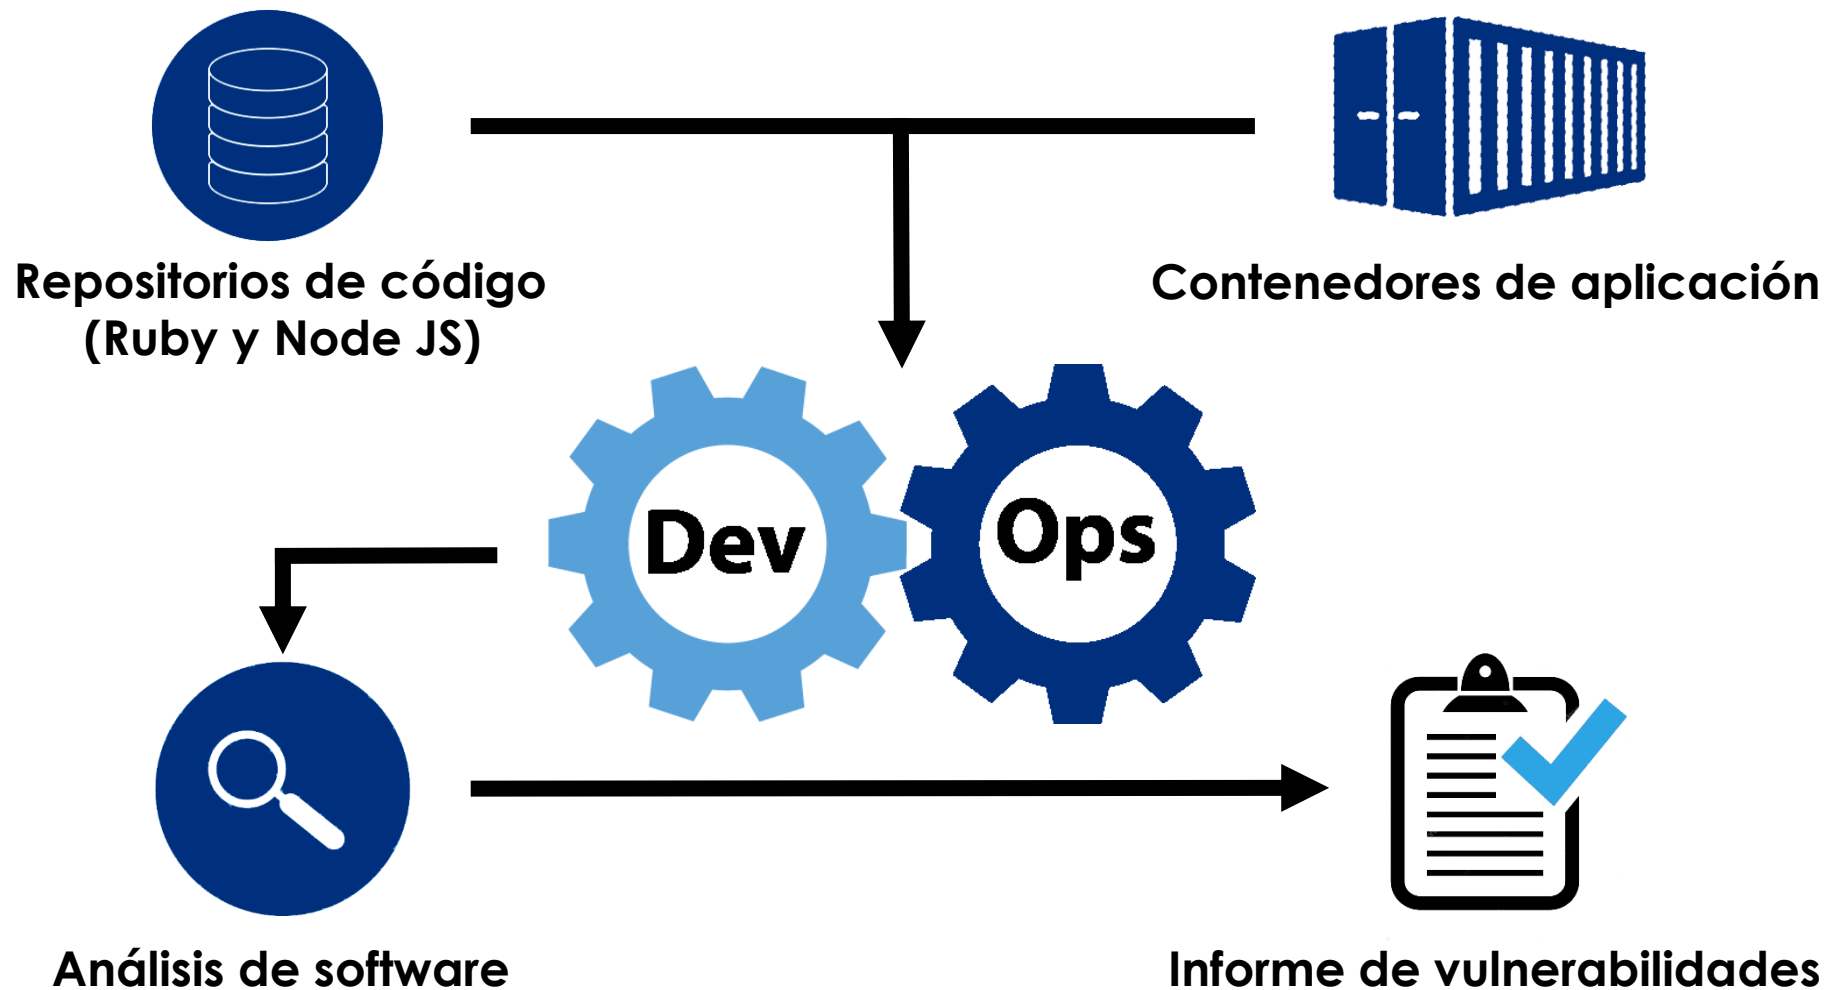 Repositorios de código
(Ruby y Node JS)
Contenedores de aplicación
Dev
Ops
Análisis de software
Informe de vulnerabilidades